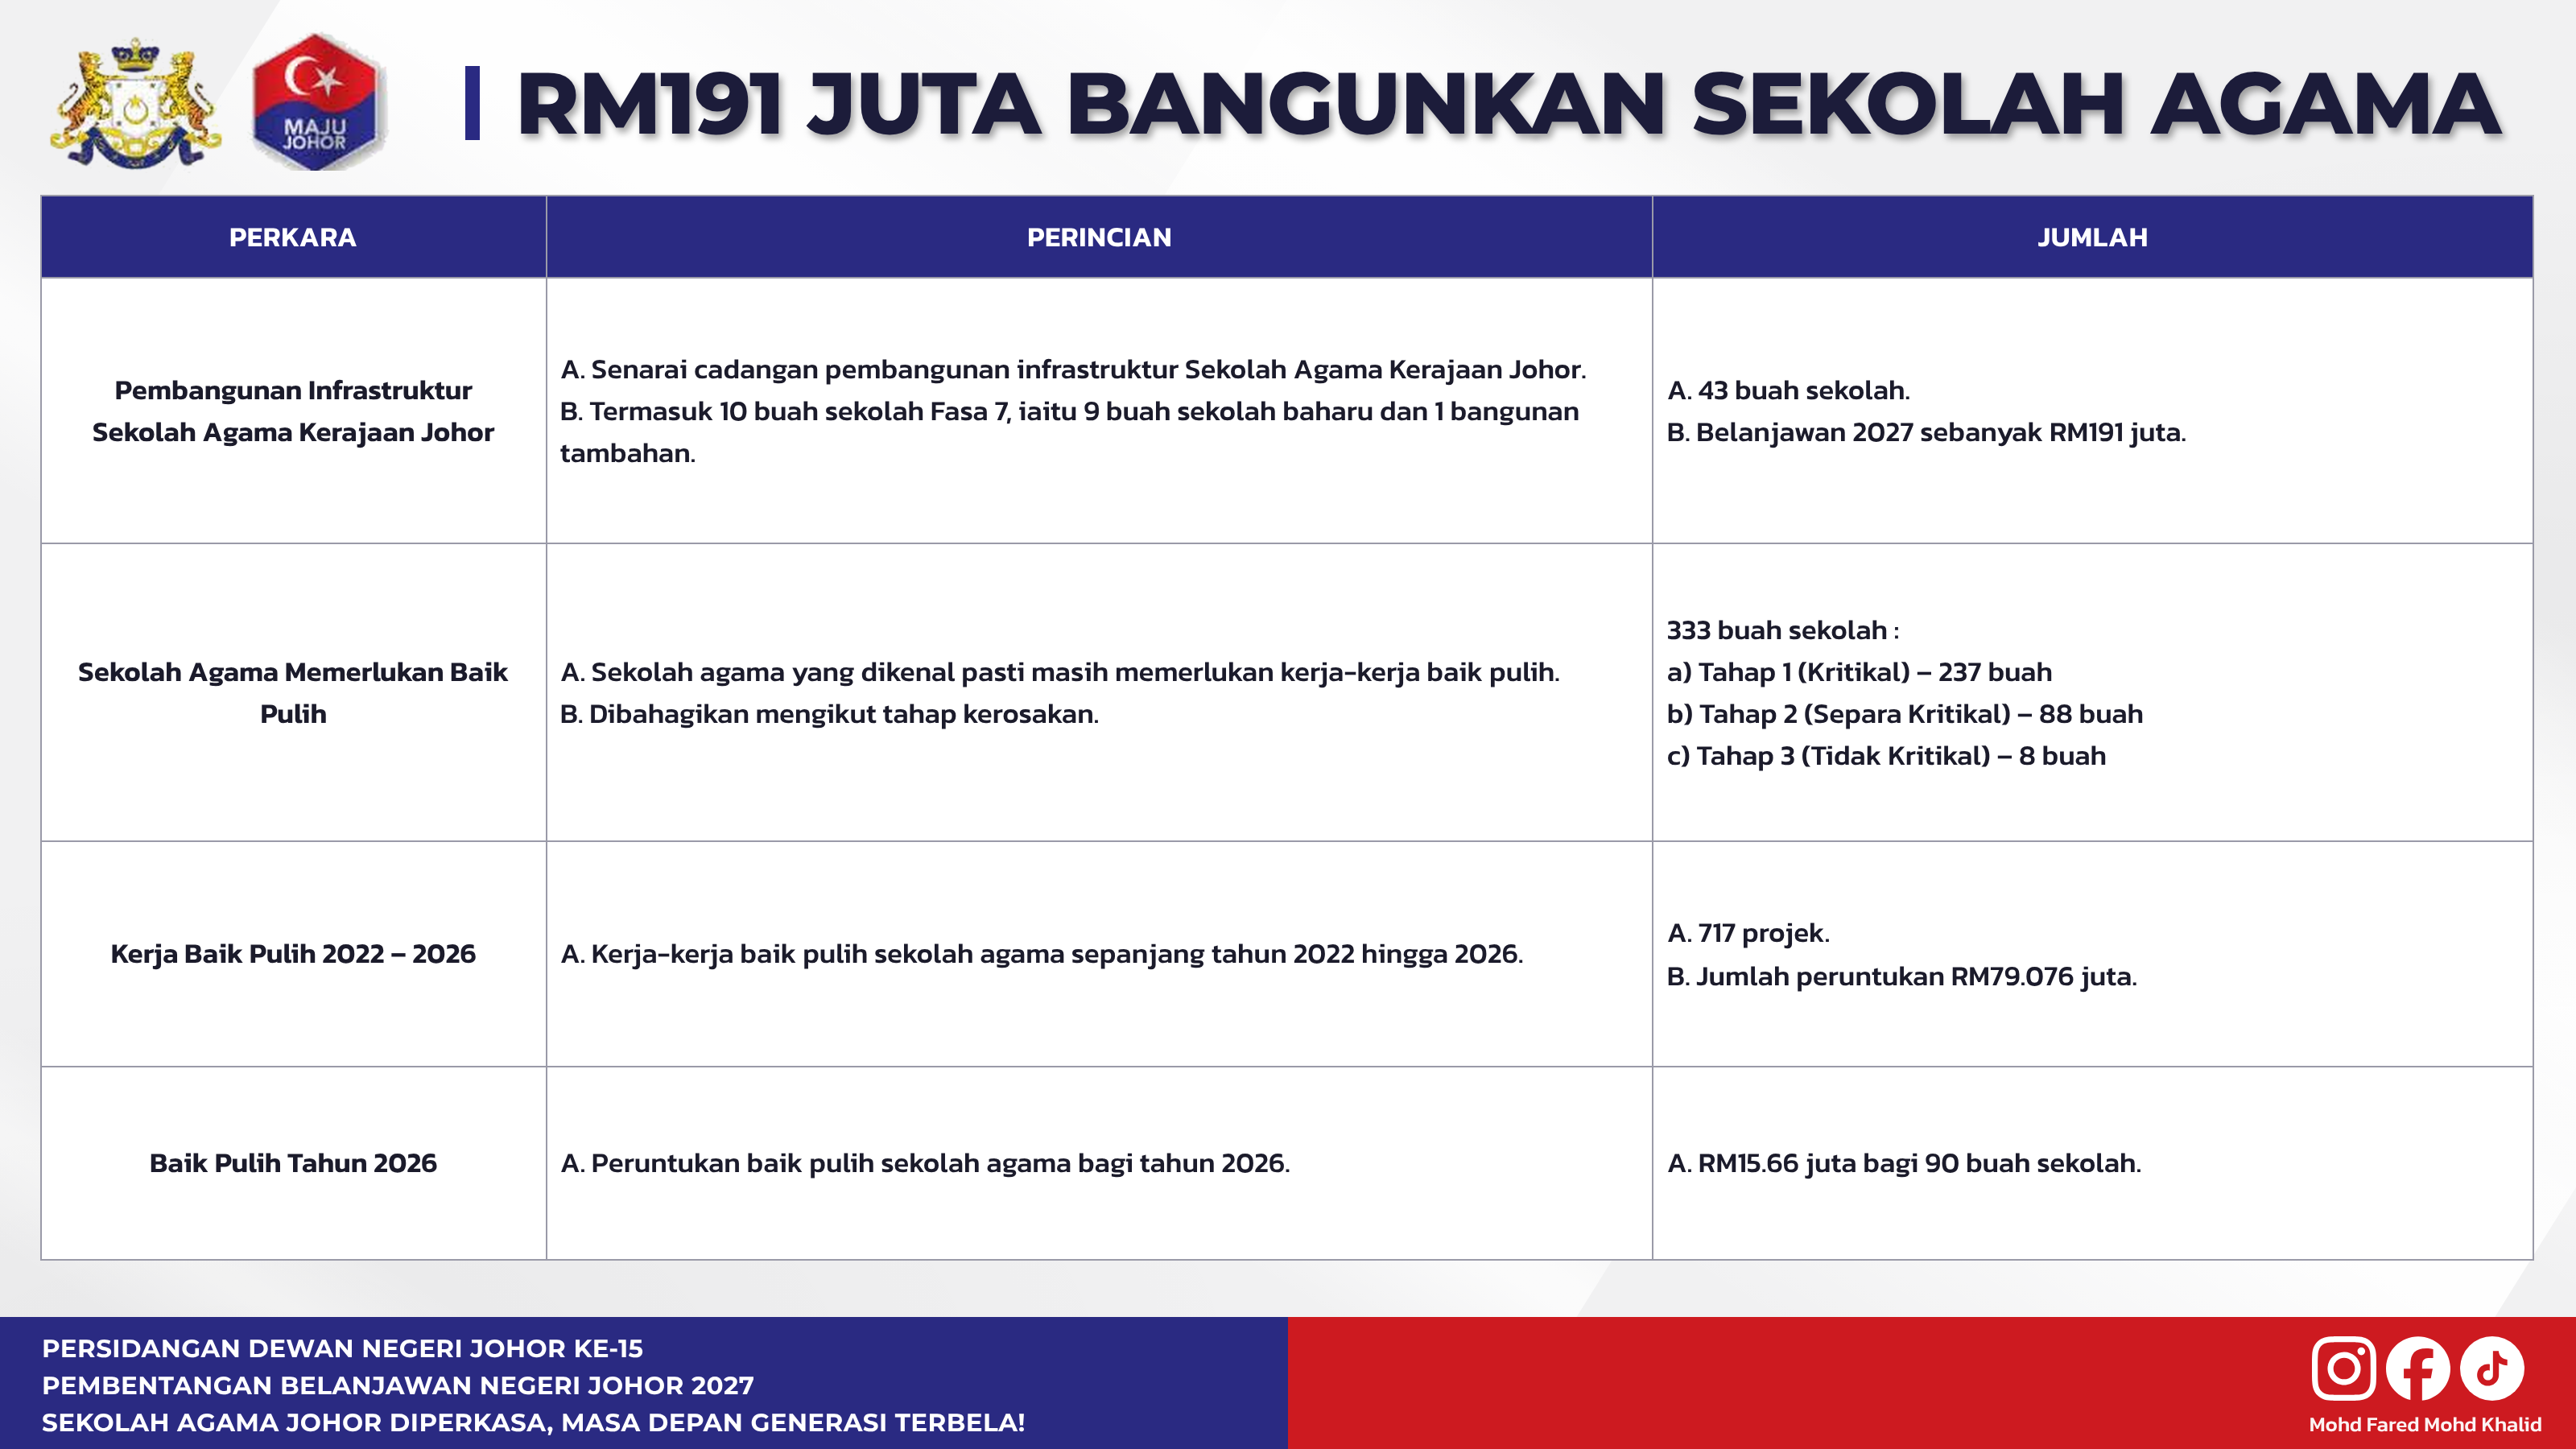 MAJU
JOHOR
RM191 JUTA BANGUNKAN SEKOLAH AGAMA
PERKARA
PERINCIAN
JUMLAH
Pembangunan Infrastruktur
Sekolah Agama Kerajaan Johor
A. Senarai cadangan pembangunan infrastruktur Sekolah Agama Kerajaan Johor.
B. Termasuk 10 buah sekolah Fasa 7, iaitu 9 buah sekolah baharu dan 1 bangunan
tambahan.
A. 43 buah sekolah.
B. Belanjawan 2027 sebanyak RM191 juta.
Sekolah Agama Memerlukan Baik
Pulih
A. Sekolah agama yang dikenal pasti masih memerlukan kerja-kerja baik pulih.
B. Dibahagikan mengikut tahap kerosakan.
333 buah sekolah :
a) Tahap 1 (Kritikal) – 237 buah
b) Tahap 2 (Separa Kritikal) – 88 buah
c) Tahap 3 (Tidak Kritikal) – 8 buah
Kerja Baik Pulih 2022 – 2026
A. Kerja-kerja baik pulih sekolah agama sepanjang tahun 2022 hingga 2026.
A. 717 projek.
B. Jumlah peruntukan RM79.076 juta.
Baik Pulih Tahun 2026
A. Peruntukan baik pulih sekolah agama bagi tahun 2026.
A. RM15.66 juta bagi 90 buah sekolah.
PERSIDANGAN DEWAN NEGERI JOHOR KE-15
PEMBENTANGAN BELANJAWAN NEGERI JOHOR 2027
SEKOLAH AGAMA JOHOR DIPERKASA, MASA DEPAN GENERASI TERBELA!
Mohd Fared Mohd Khalid